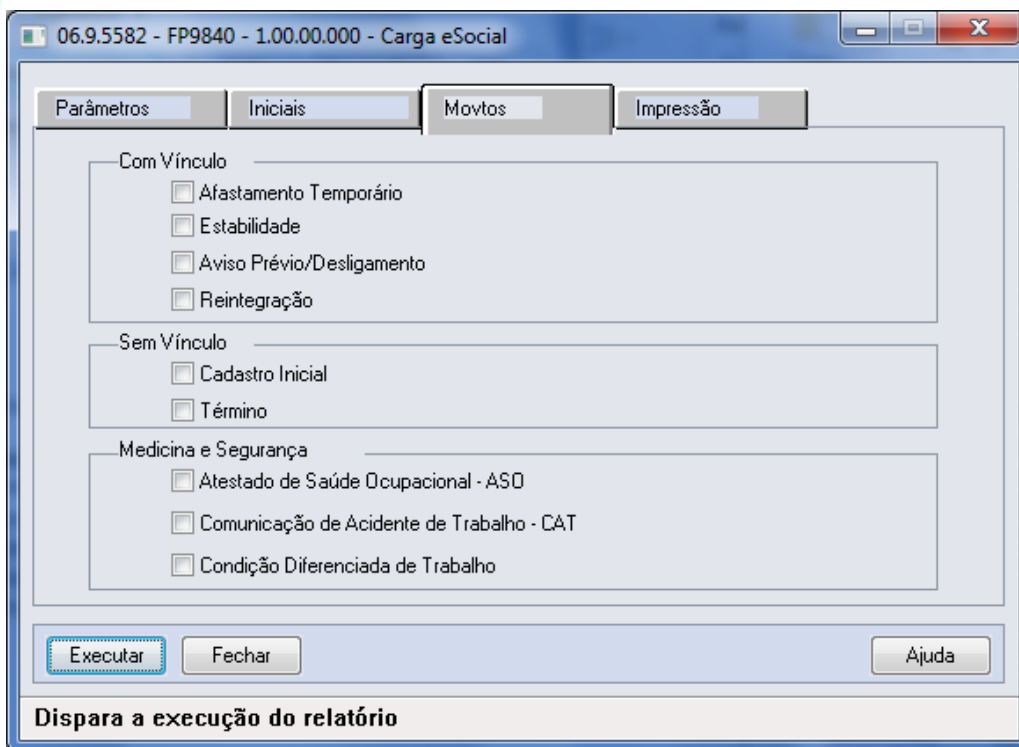 06.9.5582 - FP9840 - 1.00.00.000 - Carga eSocial
Parâmetros Iniciais Movtos Impressão
Com Vínculo
Afastamento Temporário
Estabilidade
Aviso Prévio/Desligamento
Reintegração
Sem Vínculo
Cadastro Inicial
Término
Medicina e Segurança
Atestado de Saúde Ocupacional - ASO
Comunicação de Acidente de Trabalho - CAT
Condição Diferenciada de Trabalho
Executar Fechar Ajuda
Dispara a execução do relatório